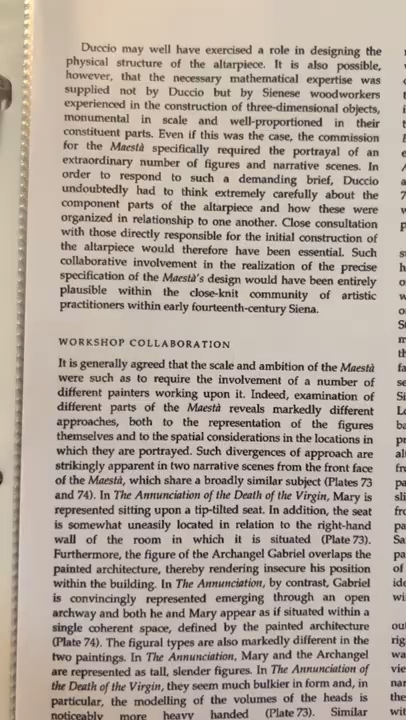 Duccio may well have exercised a role in designing the
physical structure of the altarpiece. It is also possible,
however, that the necessary mathematical expertise was
supplied not by Duccio but by Sienese woodworkers
experienced in the construction of three-dimensional objects,
monumental in scale and well-proportioned in their
constituent parts. Even if this was the case, the commission
for the Maestà specifically required the portrayal of an
extraordinary number of figures and narrative scenes. In
order to respond to such a demanding brief, Duccio
undoubtedly had to think extremely carefully about the
component parts of the altarpiece and how these were
organized in relationship to one another. Close consultation
with those directly responsible for the initial construction of
the altarpiece would therefore have been essential. Such
collaborative involvement in the realization of the precise
specification of the Maestà's design would have been entirely
plausible within the close-knit community of artistic
practitioners within early fourteenth-century Siena.
WORKSHOP COLLABORATION
It is generally agreed that the scale and ambition of the Maestà
were such as to require the involvement of a number of
different painters working upon it. Indeed, examination of
different parts of the Maestà reveals markedly different
approaches, both to the representation of the figures
themselves and to the spatial considerations in the locations in
which they are portrayed. Such divergences of approach are
strikingly apparent in two narrative scenes from the front face
of the Maestà, which share a broadly similar subject (Plates 73
and 74). In The Annunciation of the Death of the Virgin, Mary is
represented sitting upon a tip-tilted seat. In addition, the seat
is somewhat uneasily located in relation to the right-hand
wall of the room in which it is situated (Plate 73).
Furthermore, the figure of the Archangel Gabriel overlaps the
painted architecture, thereby rendering insecure his position
within the building. In The Annunciation, by contrast, Gabriel
is convincingly represented emerging through an open
archway and both he and Mary appear as if situated within a
single coherent space, defined by the painted architecture
(Plate 74). The figural types are also markedly different in the
two paintings. In The Annunciation, Mary and the Archangel
are represented as tall, slender figures. In The Annunciation of
the Death of the Virgin, they seem much bulkier in form and, in
particular, the modelling of the volumes of the heads is
noticeably more heavy handed (Plate 73). Similar